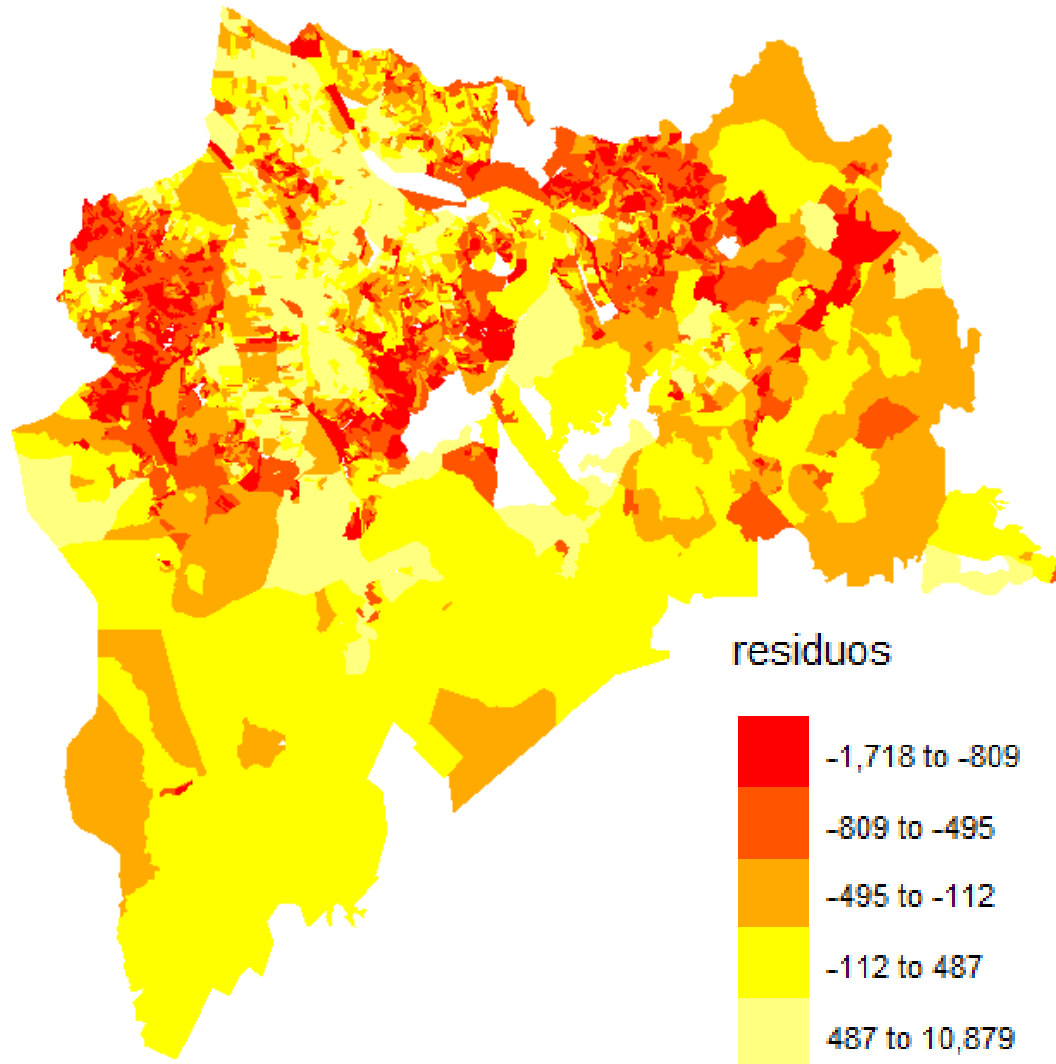 residuos
-1,718 to -809
-809 to -495
-495 to -112
-112 to 487
487 to 10,879